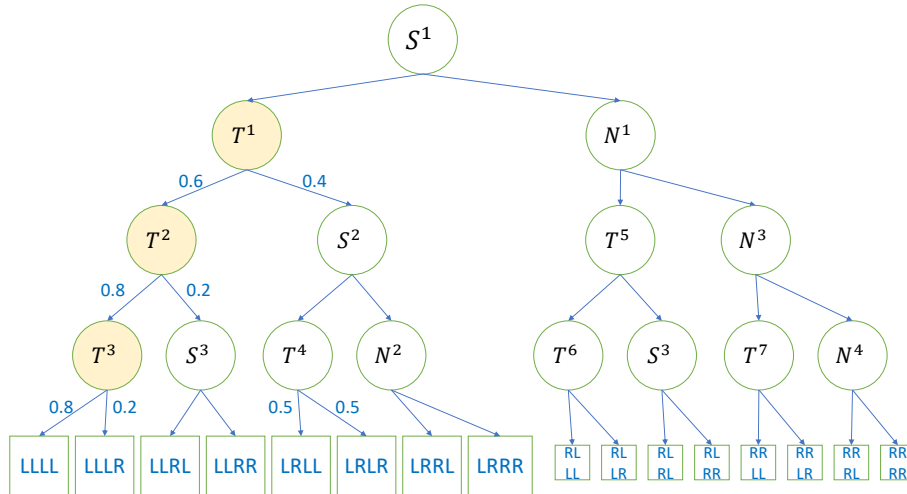 S¹
T¹ N¹
0.6 0.4
T² S² T⁵ N³
0.8 0.2
T³ S³ T⁴ N² T⁶ S³ T⁷ N⁴
0.8 0.2 0.5 0.5
LLLL LLLR LLRL LLRR LRLL LRLR LRRL LRRR
RL RL RL RL RR RR RR RR
LL LR RL RR LL LR RL RR